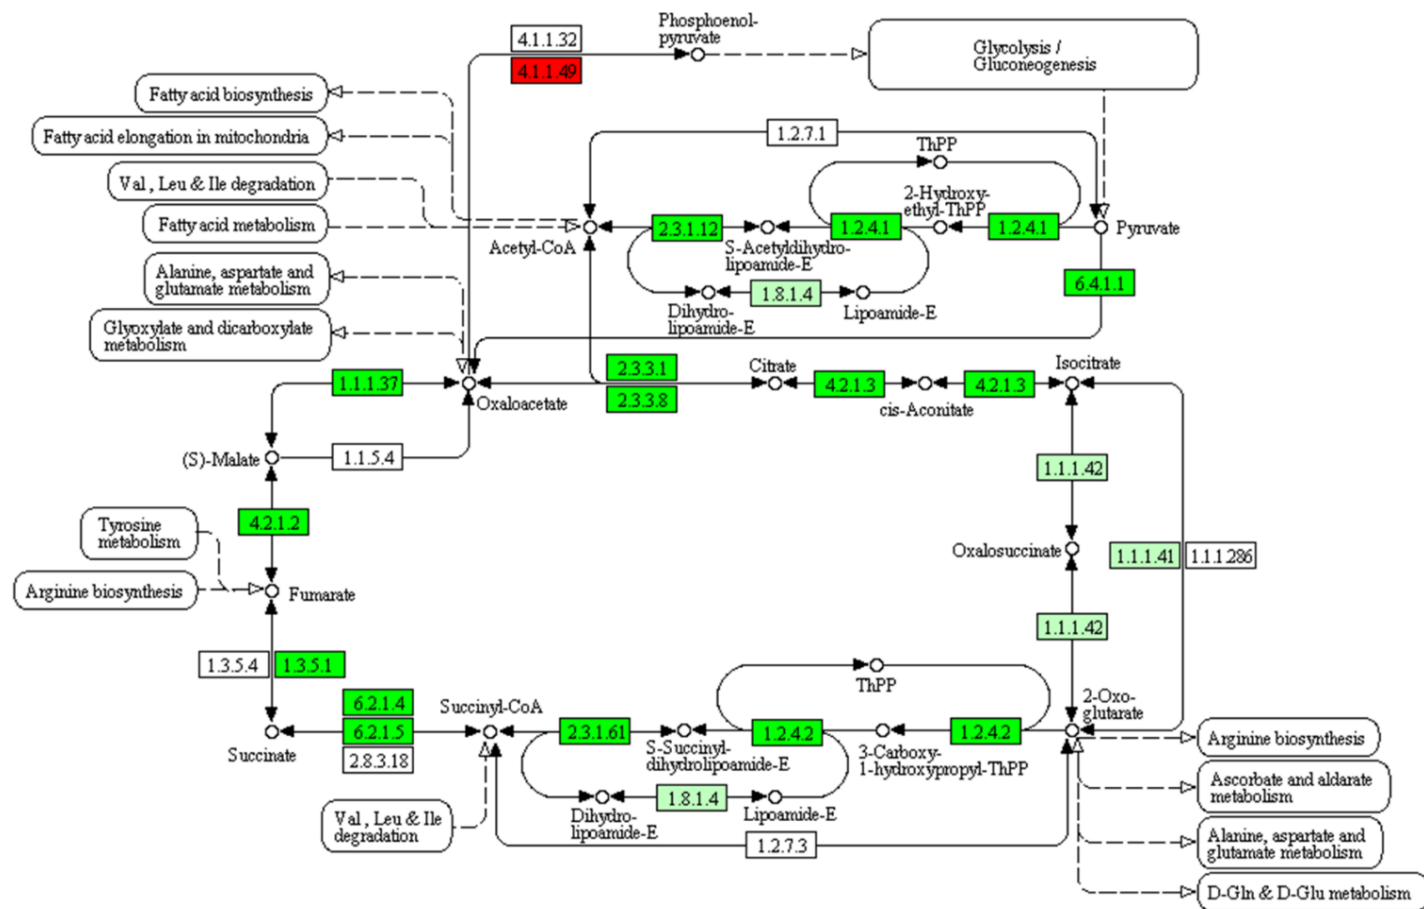 Phosphoenol-
pyruvate
4.1.1.32
4.1.1.49
Glycolysis /
Gluconeogenesis
Fatty acid biosynthesis
Fatty acid elongation in mitochondria
Val , Leu & Ile degradation
Fatty acid metabolism
Alanine, aspartate and
glutamate metabolism
Glyoxylate and dicarboxylate
metabolism
1.2.7.1
ThPP
2-Hydroxy-
ethyl-ThPP
Acetyl-CoA
2.3.1.12
S-Acetyldihydro-
lipoamide-E
1.2.4.1
1.2.4.1
Pyruvate
Dihydro-
lipoamide-E
1.8.1.4
Lipoamide-E
6.4.1.1
1.1.1.37
Oxaloacetate
2.3.3.1
2.3.3.8
Citrate
4.2.1.3
cis-Aconitate
4.2.1.3
Isocitrate
(S)-Malate
1.1.5.4
1.1.1.42
4.2.1.2
Tyrosine
metabolism
Oxalosuccinate
1.1.1.41
1.1.1.286
Arginine biosynthesis
Fumarate
1.1.1.42
1.3.5.4
1.3.5.1
ThPP
6.2.1.4
6.2.1.5
2.8.3.18
Succinate
Succinyl-CoA
2.3.1.61
S-Succinyl-
dihydrolipoamide-E
1.2.4.2
3-Carboxy-
1-hydroxypropyl-ThPP
1.2.4.2
2-Oxo-
glutarate
Arginine biosynthesis
Ascorbate and aldarate
metabolism
Val , Leu & Ile
degradation
Dihydro-
lipoamide-E
1.8.1.4
Lipoamide-E
1.2.7.3
Alanine, aspartate and
glutamate metabolism
D-Gln & D-Glu metabolism